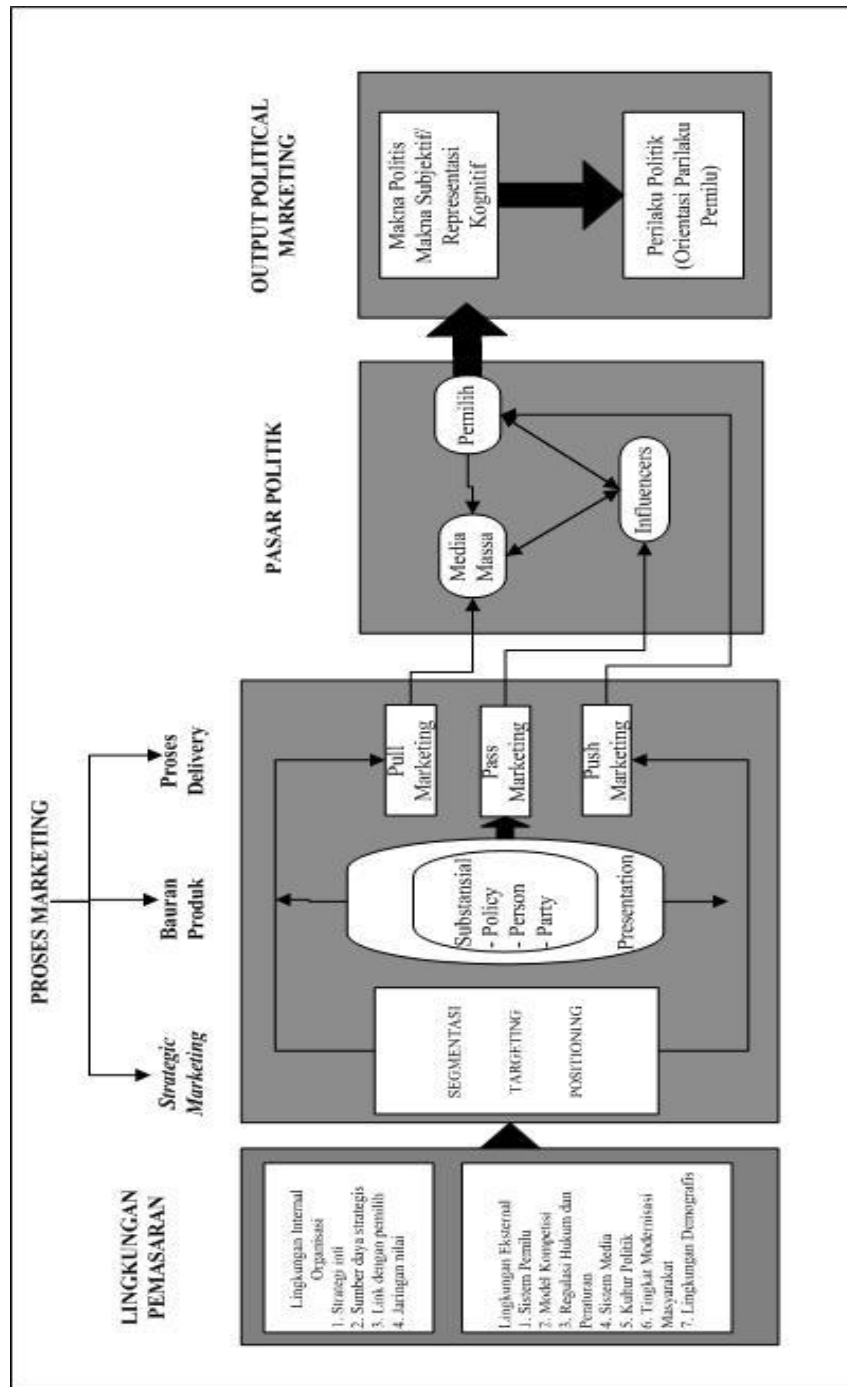 LINGKUNGAN
PEMASARAN
Lingkungan Internal
Organisasi
1. Strategi inti
2. Sumber daya strategis
3. Link dengan pemilih
4. Jaringan nilai
Lingkungan Eksternal
1. Sistem Pemilu
2. Model Kompetisi
3. Regulasi Hukum dan
Peraturan
4. Sistem Media
5. Kultur Politik
6. Tingkat Modernisasi
Masyarakat
7. Lingkungan Demografis
PROSES MARKETING
Strategic
Marketing
Bauran
Produk
Proses
Delivery
SEGMENTASI
TARGETING
POSITIONING
Substansial
- Policy
- Person
- Party
Presentation
Pull
Marketing
Pass
Marketing
Push
Marketing
PASAR POLITIK
Media
Massa
Pemilih
Influencers
OUTPUT POLITICAL
MARKETING
Makna Politis
Makna Subjektif/
Representasi
Kognitif
Perilaku Politik
(Orientasi Parilaku
Pemilu)